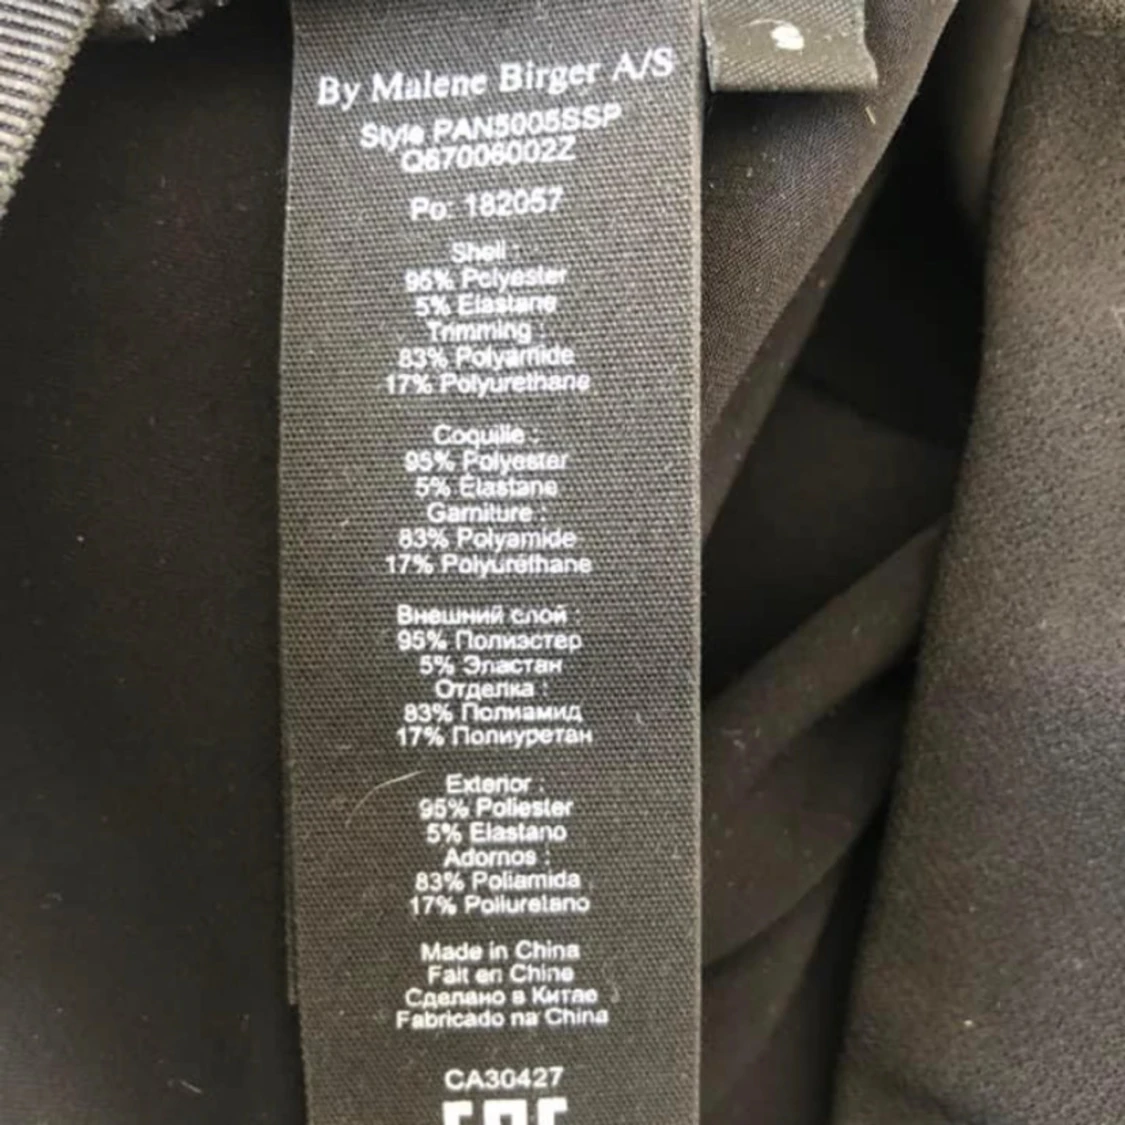 By Malene Birger A/S
Style PAN5005SSP
Q67006002Z
Po: 182057
Shell :
95% Polyester
5% Elastane
Trimming :
83% Polyamide
17% Polyurethane
Coquille :
95% Polyester
5% Élastane
Garniture :
83% Polyamide
17% Polyuréthane
Внешний слой :
95% Полиэстер
5% Эластан
Отделка :
83% Полиамид
17% Полиуретан
Exterior :
95% Poliester
5% Elastano
Adornos :
83% Poliamida
17% Poliuretano
Made in China
Fait en Chine
Сделано в Китае
Fabricado na China
CA30427